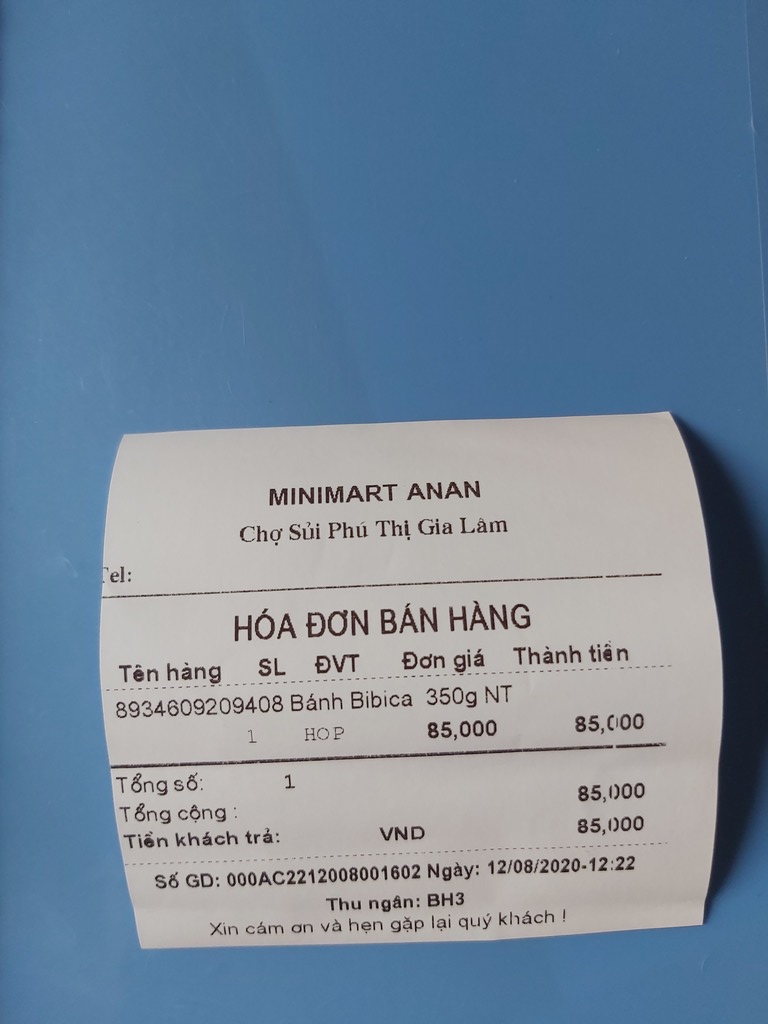 MINIMART ANAN
Chợ Sủi Phú Thị Gia Lâm
Tel:
HÓA ĐƠN BÁN HÀNG
Tên hàng SL ĐVT Đơn giá Thành tiền
8934609209408 Bánh Bibica 350g NT
1 HOP 85,000 85,000
Tổng số: 1
Tổng cộng : 85,000
Tiền khách trả: VND 85,000
Số GD: 000AC2212008001602 Ngày: 12/08/2020-12:22
Thu ngân: BH3
Xin cám ơn và hẹn gặp lại quý khách !